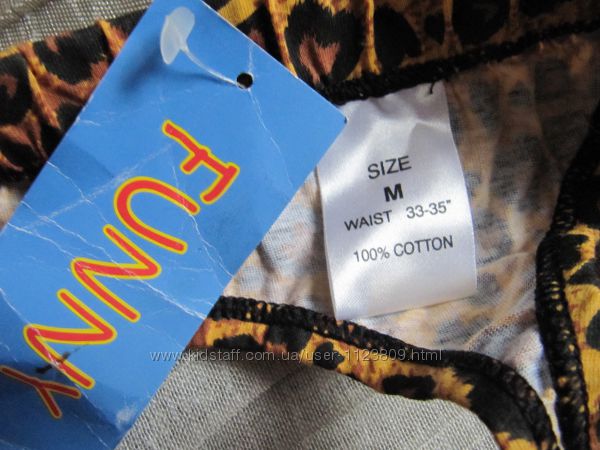 FUNNY
SIZE
M
WAIST 33-35"
100% COTTON
www.kidstaff.com.ua/user-1123809.html